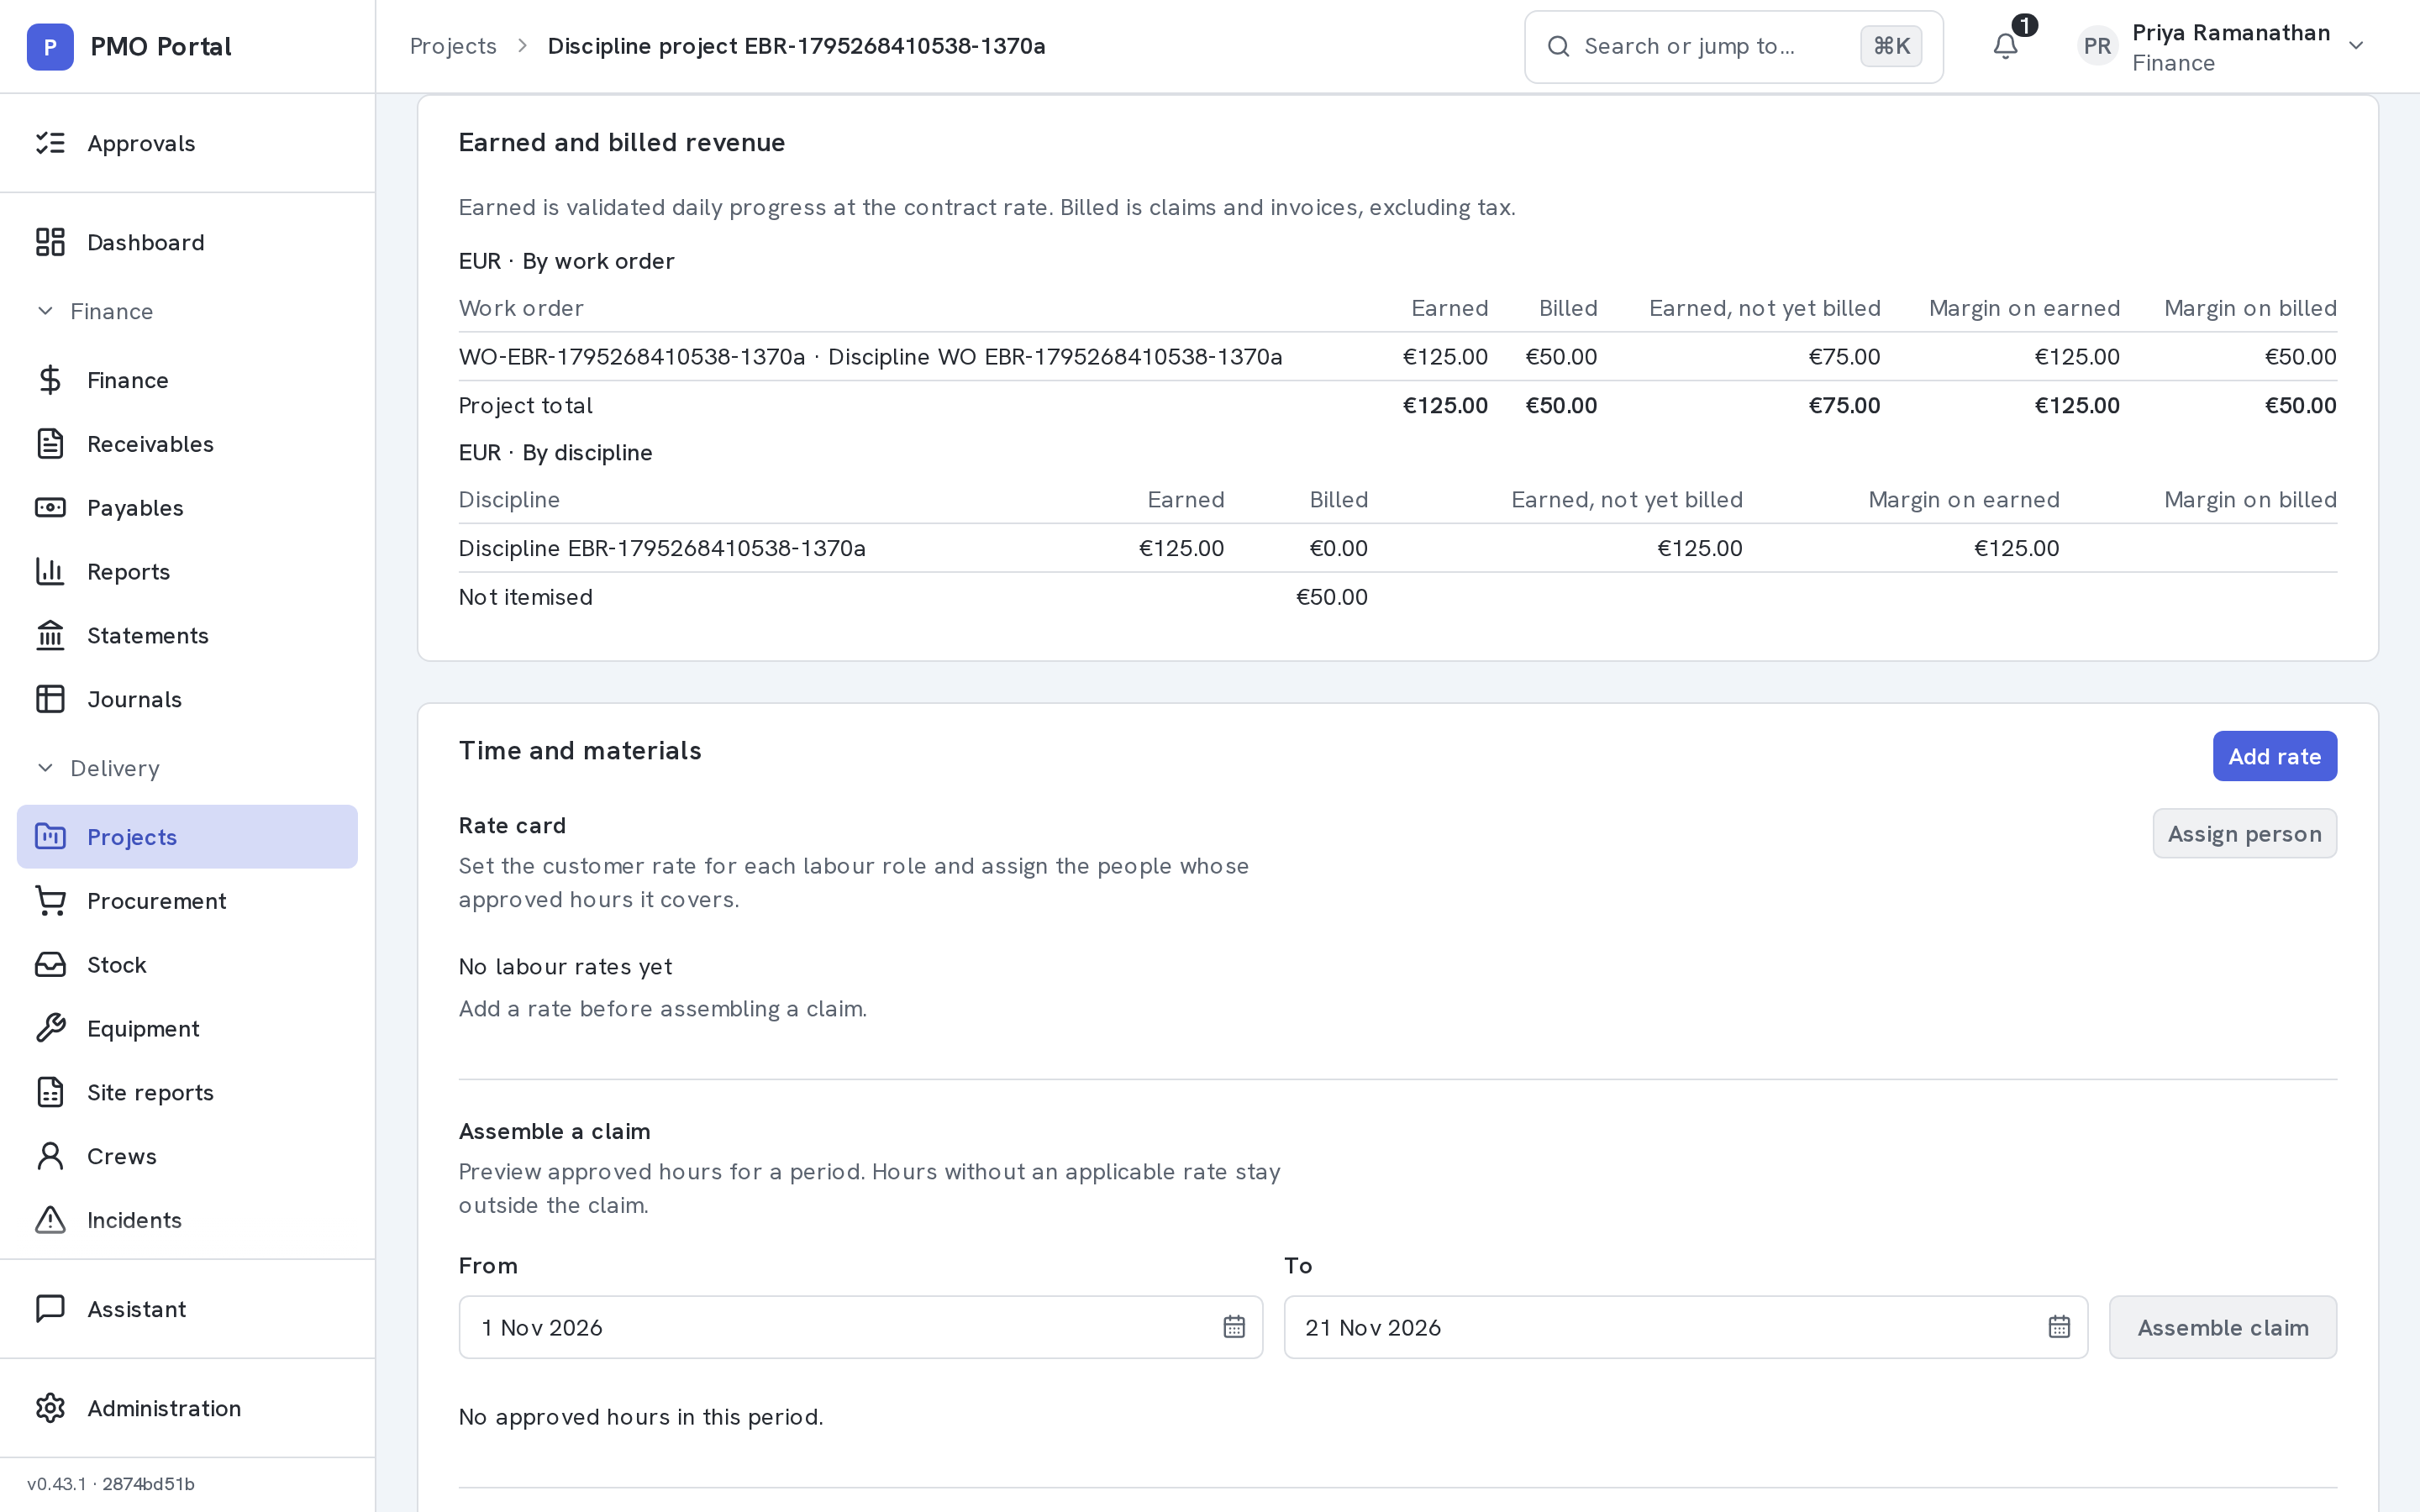 P PMO Portal
Projects > Discipline project EBR-1795268410538-1370a
Search or jump to... ⌘K
1
PR Priya Ramanathan
Finance
Approvals
Dashboard
Finance
Finance
Receivables
Payables
Reports
Statements
Journals
Delivery
Projects
Procurement
Stock
Equipment
Site reports
Crews
Incidents
Assistant
Administration
v0.43.1 · 2874bd51b
Earned and billed revenue
Earned is validated daily progress at the contract rate. Billed is claims and invoices, excluding tax.
EUR · By work order
Work order Earned Billed Earned, not yet billed Margin on earned Margin on billed
WO-EBR-1795268410538-1370a · Discipline WO EBR-1795268410538-1370a €125.00 €50.00 €75.00 €125.00 €50.00
Project total €125.00 €50.00 €75.00 €125.00 €50.00
EUR · By discipline
Discipline Earned Billed Earned, not yet billed Margin on earned Margin on billed
Discipline EBR-1795268410538-1370a €125.00 €0.00 €125.00 €125.00
Not itemised €50.00
Time and materials
Add rate
Rate card
Assign person
Set the customer rate for each labour role and assign the people whose
approved hours it covers.
No labour rates yet
Add a rate before assembling a claim.
Assemble a claim
Preview approved hours for a period. Hours without an applicable rate stay
outside the claim.
From To
1 Nov 2026 21 Nov 2026 Assemble claim
No approved hours in this period.